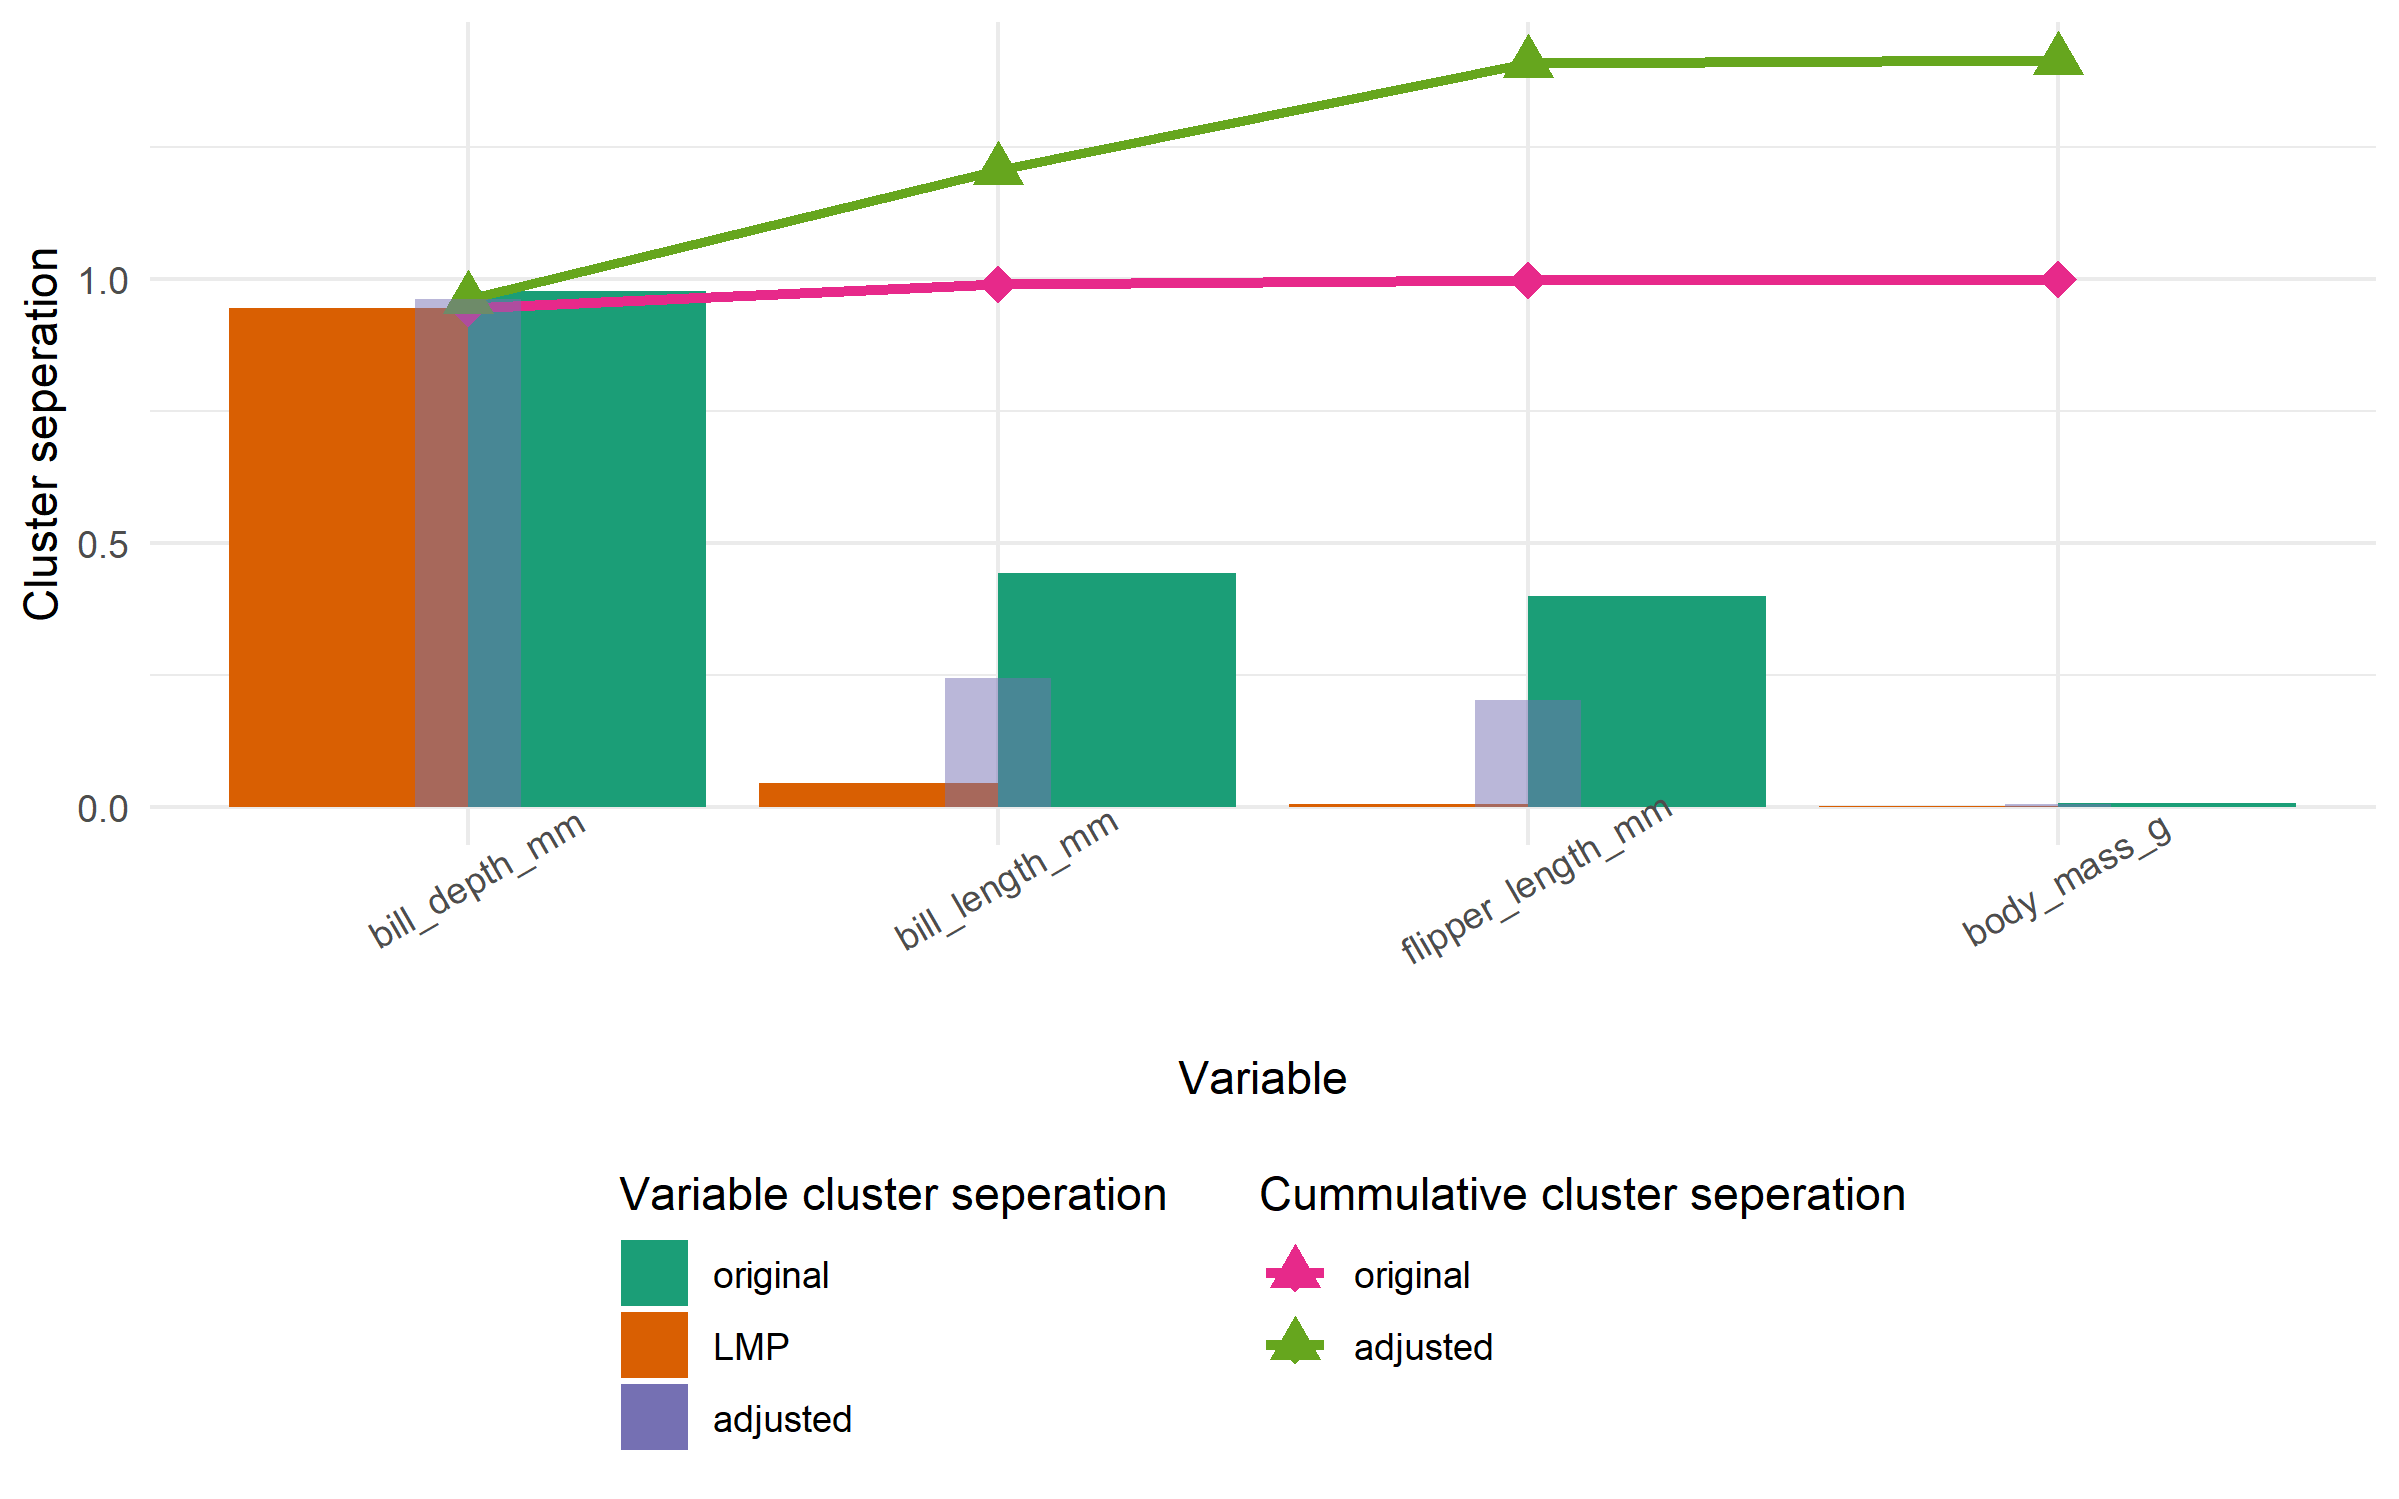 Cluster seperation
1.0
0.5
0.0
bill_depth_mm
bill_length_mm
flipper_length_mm
body_mass_g
Variable
Variable cluster seperation
original
LMP
adjusted
Cummulative cluster seperation
original
adjusted